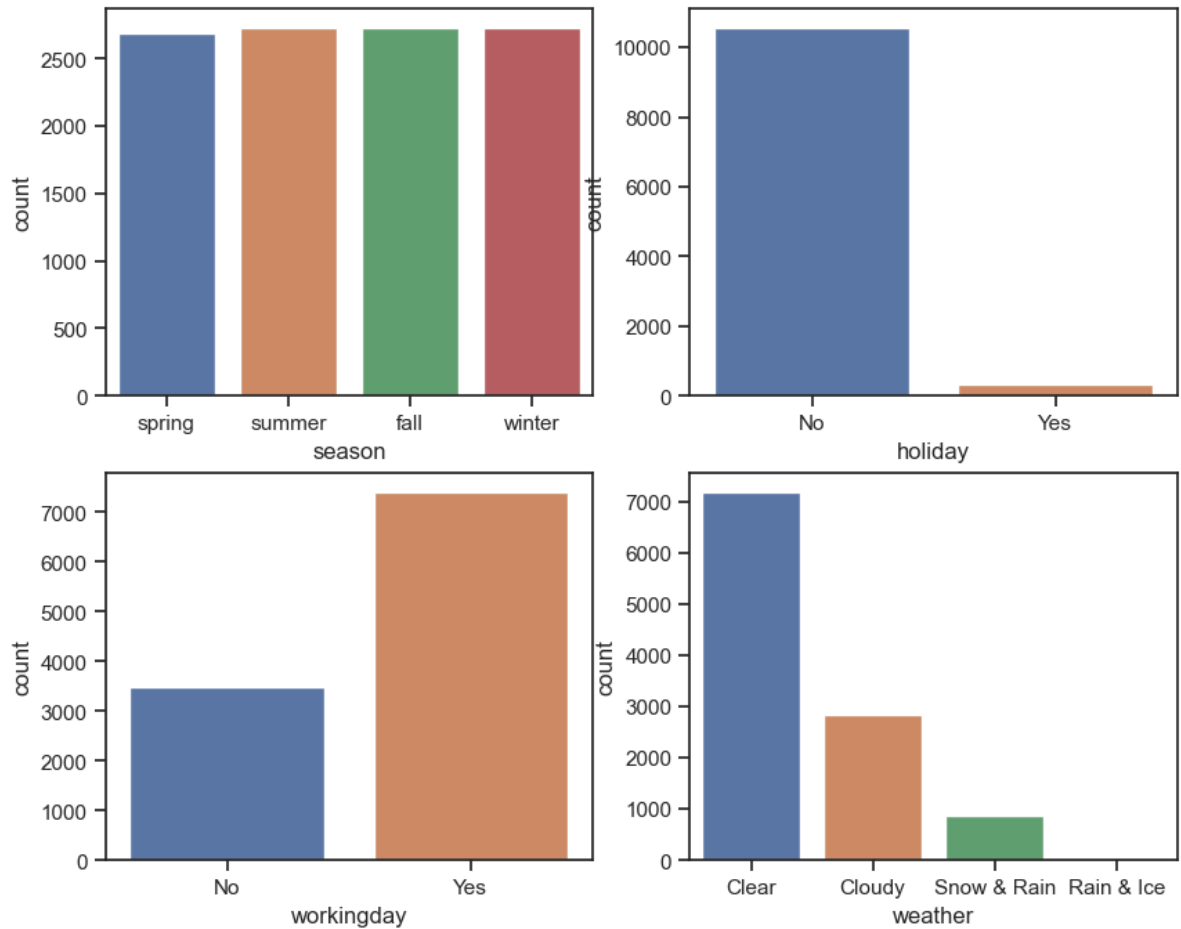 2500
2000
1500
1000
500
0
count
spring summer fall winter
season
10000
8000
6000
4000
2000
0
count
No Yes
holiday
7000
6000
5000
4000
3000
2000
1000
0
count
No Yes
workingday
7000
6000
5000
4000
3000
2000
1000
0
count
Clear Cloudy Snow & Rain Rain & Ice
weather